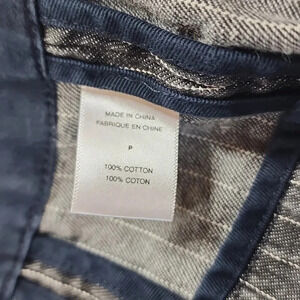 MADE IN CHINA
FABRIQUE EN CHINE
P
100% COTTON
100% COTON